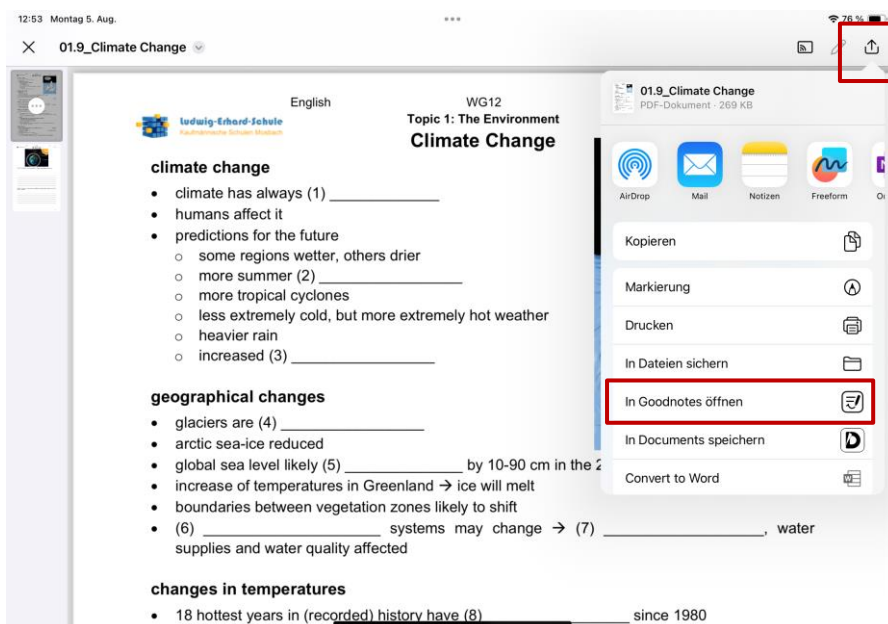 12:53 Montag 5. Aug.
76 %
01.9_Climate Change
English WG12
Ludwig-Erhard-Schule
Kaufmännische Schulen Mosbach
Topic 1: The Environment
Climate Change
climate change
• climate has always (1) ____________
• humans affect it
• predictions for the future
○ some regions wetter, others drier
○ more summer (2) ________________
○ more tropical cyclones
○ less extremely cold, but more extremely hot weather
○ heavier rain
○ increased (3) ________________
geographical changes
• glaciers are (4) ________________
• arctic sea-ice reduced
• global sea level likely (5) _____________ by 10-90 cm in the 2
• increase of temperatures in Greenland → ice will melt
• boundaries between vegetation zones likely to shift
• (6) ____________________ systems may change → (7) __________________, water
supplies and water quality affected
changes in temperatures
• 18 hottest years in (recorded) history have (8) ________________ since 1980
01.9_Climate Change
PDF-Dokument · 269 KB
AirDrop Mail Notizen Freeform
Kopieren
Markierung
Drucken
In Dateien sichern
In Goodnotes öffnen
In Documents speichern
Convert to Word